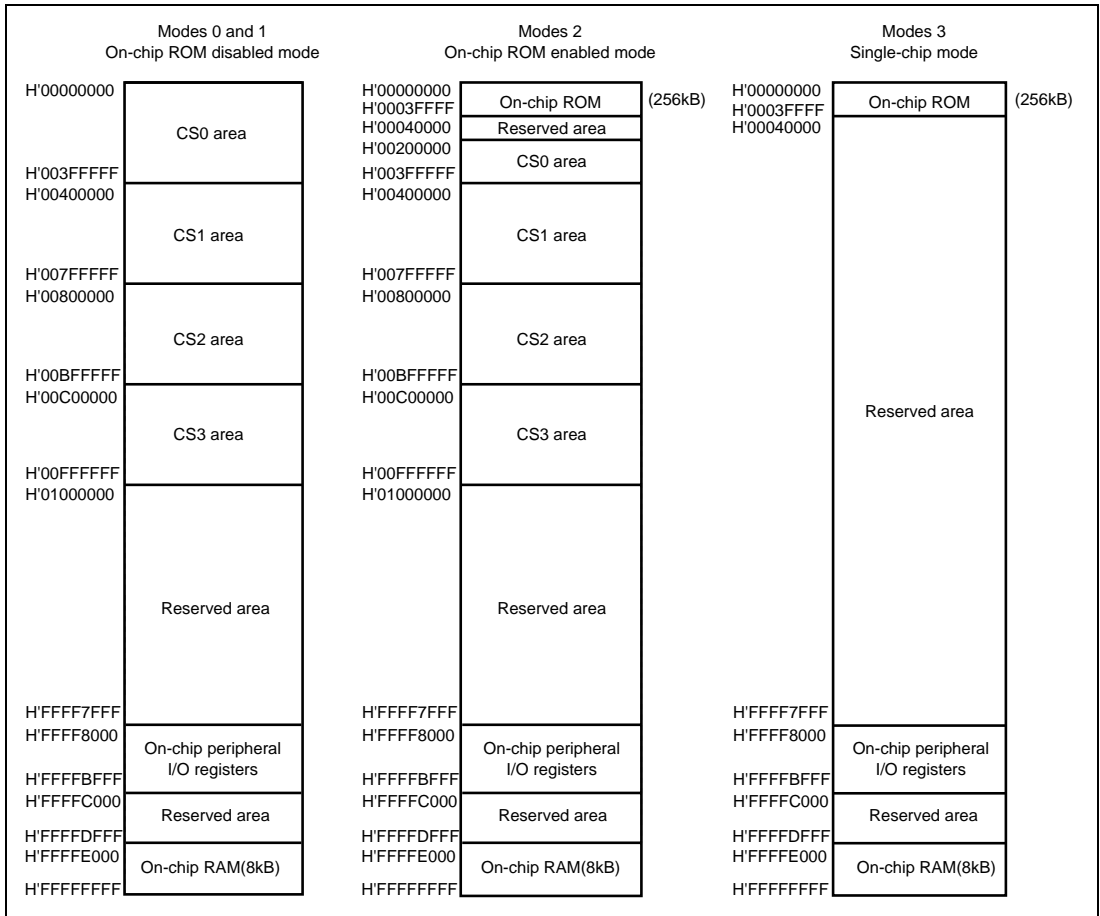 Modes 0 and 1
On-chip ROM disabled mode
H'00000000
CS0 area
H'003FFFFF
H'00400000
CS1 area
H'007FFFFF
H'00800000
CS2 area
H'00BFFFFF
H'00C00000
CS3 area
H'00FFFFFF
H'01000000
Reserved area
H'FFFF7FFF
H'FFFF8000
On-chip peripheral
I/O registers
H'FFFFBFFF
H'FFFFC000
Reserved area
H'FFFFDFFF
H'FFFFE000
On-chip RAM(8kB)
H'FFFFFFFF
Modes 2
On-chip ROM enabled mode
H'00000000
On-chip ROM
(256kB)
H'0003FFFF
H'00040000
Reserved area
H'00200000
CS0 area
H'003FFFFF
H'00400000
CS1 area
H'007FFFFF
H'00800000
CS2 area
H'00BFFFFF
H'00C00000
CS3 area
H'00FFFFFF
H'01000000
Reserved area
H'FFFF7FFF
H'FFFF8000
On-chip peripheral
I/O registers
H'FFFFBFFF
H'FFFFC000
Reserved area
H'FFFFDFFF
H'FFFFE000
On-chip RAM(8kB)
H'FFFFFFFF
Modes 3
Single-chip mode
H'00000000
On-chip ROM
(256kB)
H'0003FFFF
H'00040000
Reserved area
H'FFFF7FFF
H'FFFF8000
On-chip peripheral
I/O registers
H'FFFFBFFF
H'FFFFC000
Reserved area
H'FFFFDFFF
H'FFFFE000
On-chip RAM(8kB)
H'FFFFFFFF